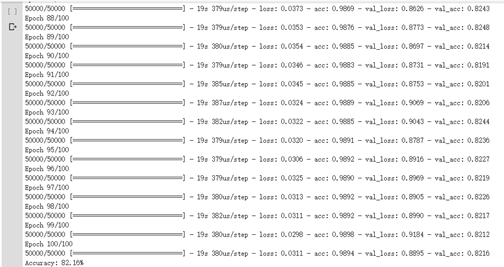 50000/50000 [==============================] - 19s 379us/step - loss: 0.0373 - acc: 0.9869 - val_loss: 0.8626 - val_acc: 0.8243
Epoch 88/100
50000/50000 [==============================] - 19s 379us/step - loss: 0.0353 - acc: 0.9876 - val_loss: 0.8773 - val_acc: 0.8248
Epoch 89/100
50000/50000 [==============================] - 19s 380us/step - loss: 0.0354 - acc: 0.9885 - val_loss: 0.8697 - val_acc: 0.8214
Epoch 90/100
50000/50000 [==============================] - 19s 379us/step - loss: 0.0346 - acc: 0.9883 - val_loss: 0.8731 - val_acc: 0.8191
Epoch 91/100
50000/50000 [==============================] - 19s 385us/step - loss: 0.0345 - acc: 0.9885 - val_loss: 0.8753 - val_acc: 0.8201
Epoch 92/100
50000/50000 [==============================] - 19s 387us/step - loss: 0.0324 - acc: 0.9889 - val_loss: 0.9069 - val_acc: 0.8206
Epoch 93/100
50000/50000 [==============================] - 19s 382us/step - loss: 0.0322 - acc: 0.9885 - val_loss: 0.9043 - val_acc: 0.8244
Epoch 94/100
50000/50000 [==============================] - 19s 379us/step - loss: 0.0320 - acc: 0.9891 - val_loss: 0.8787 - val_acc: 0.8236
Epoch 95/100
50000/50000 [==============================] - 19s 379us/step - loss: 0.0306 - acc: 0.9892 - val_loss: 0.8916 - val_acc: 0.8227
Epoch 96/100
50000/50000 [==============================] - 19s 379us/step - loss: 0.0325 - acc: 0.9890 - val_loss: 0.8969 - val_acc: 0.8219
Epoch 97/100
50000/50000 [==============================] - 19s 380us/step - loss: 0.0313 - acc: 0.9892 - val_loss: 0.8905 - val_acc: 0.8226
Epoch 98/100
50000/50000 [==============================] - 19s 382us/step - loss: 0.0311 - acc: 0.9892 - val_loss: 0.8990 - val_acc: 0.8217
Epoch 99/100
50000/50000 [==============================] - 19s 380us/step - loss: 0.0298 - acc: 0.9898 - val_loss: 0.9184 - val_acc: 0.8212
Epoch 100/100
50000/50000 [==============================] - 19s 380us/step - loss: 0.0311 - acc: 0.9894 - val_loss: 0.8895 - val_acc: 0.8216
Accuracy: 82.16%